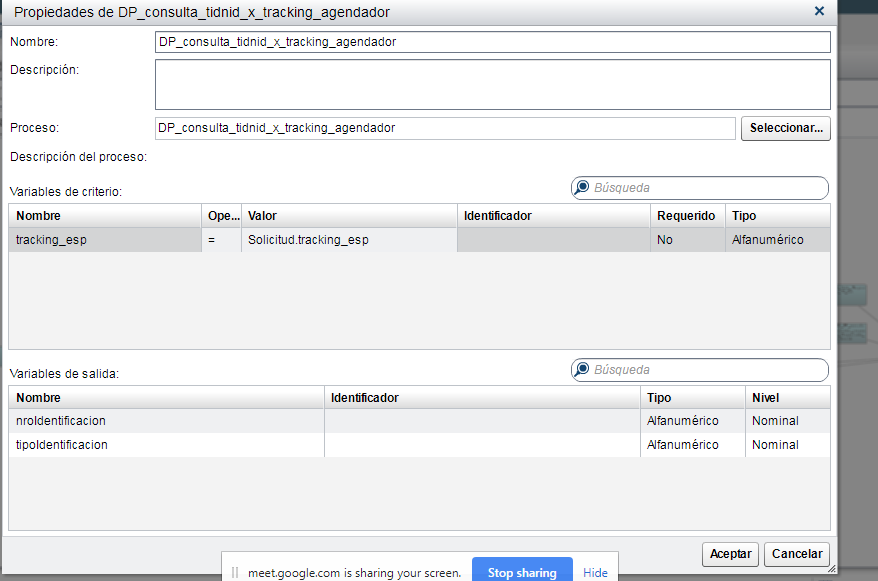 Propiedades de DP_consulta_tidnid_x_tracking_agendador
Nombre: DP_consulta_tidnid_x_tracking_agendador
Descripción:
Proceso: DP_consulta_tidnid_x_tracking_agendador Seleccionar...
Descripción del proceso:
Variables de criterio: Búsqueda
Nombre Ope... Valor Identificador Requerido Tipo
tracking_esp = Solicitud.tracking_esp No Alfanumérico
Variables de salida: Búsqueda
Nombre Identificador Tipo Nivel
nroIdentificacion Alfanumérico Nominal
tipoIdentificacion Alfanumérico Nominal
Aceptar Cancelar
meet.google.com is sharing your screen. Stop sharing Hide